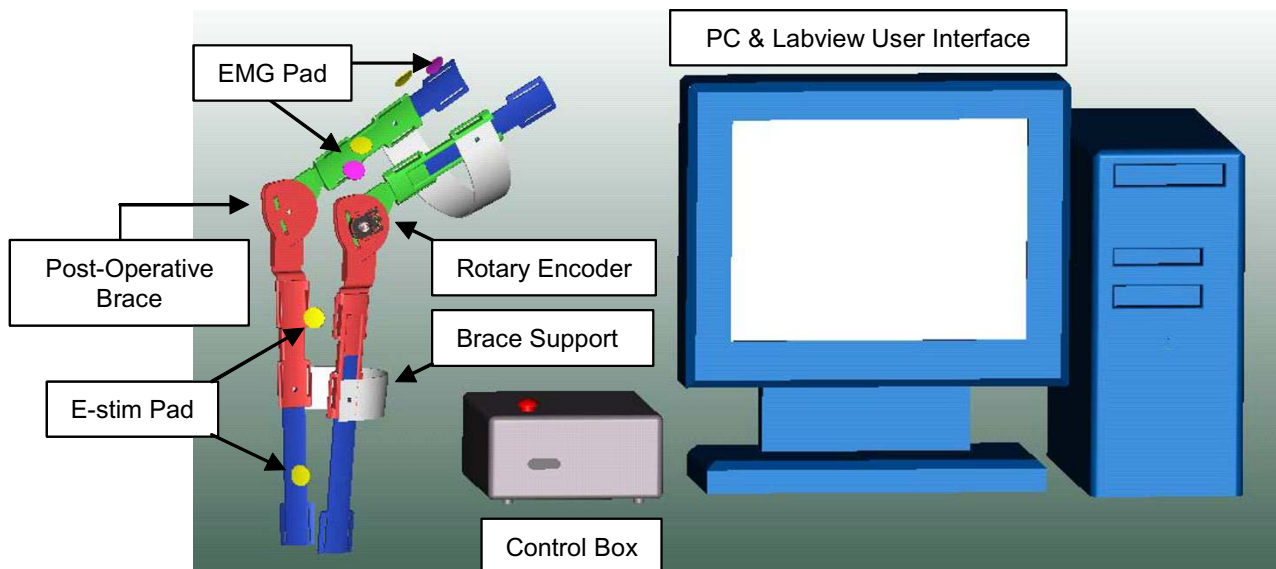 PC & Labview User Interface
EMG Pad
Post-Operative
Brace
Rotary Encoder
Brace Support
E-stim Pad
Control Box